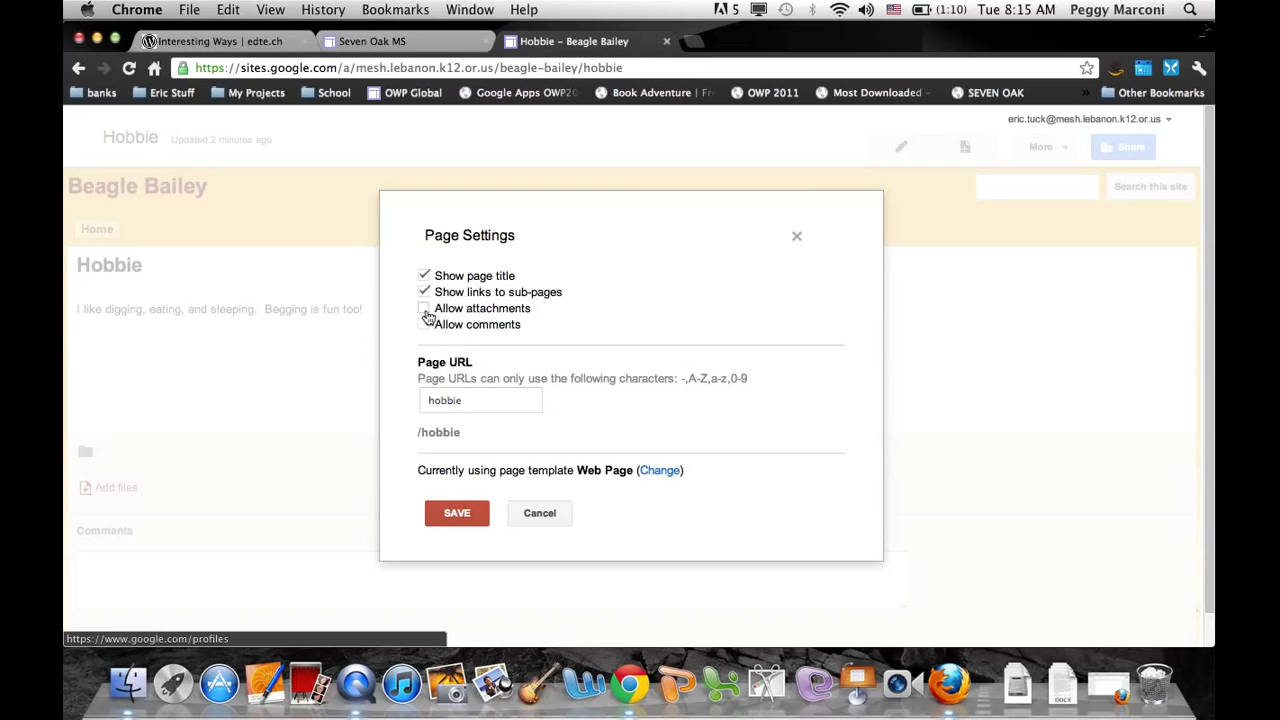 Chrome File Edit View History Bookmarks Window Help 5 (1:10) Tue 8:15 AM Peggy Marconi
Interesting Ways | edte.ch Seven Oak MS Hobbie – Beagle Bailey
https://sites.google.com/a/mesh.lebanon.k12.or.us/beagle-bailey/hobbie
banks Eric Stuff My Projects School OWP Global Google Apps OWP20 Book Adventure | Fr OWP 2011 Most Downloaded – SEVEN OAK » Other Bookmarks
eric.tuck@mesh.lebanon.k12.or.us
Hobbie Updated 2 minutes ago More Share
Beagle Bailey Search this site
Home
Hobbie
I like digging, eating, and sleeping. Begging is fun too!
Add files
Comments
Page Settings
Show page title
Show links to sub-pages
Allow attachments
Allow comments
Page URL
Page URLs can only use the following characters: -,A-Z,a-z,0-9
hobbie
/hobbie
Currently using page template Web Page (Change)
SAVE Cancel
https://www.google.com/profiles
DOCX